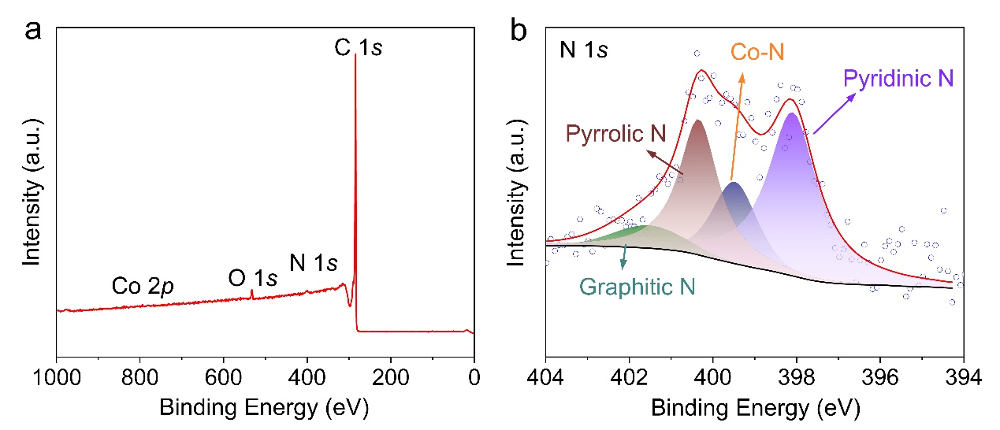 a
C 1s
N 1s
O 1s
Co 2p
Intensity (a.u.)
1000 800 600 400 200 0
Binding Energy (eV)
b
N 1s
Co-N
Pyridinic N
Pyrrolic N
Graphitic N
Intensity (a.u.)
404 402 400 398 396 394
Binding Energy (eV)